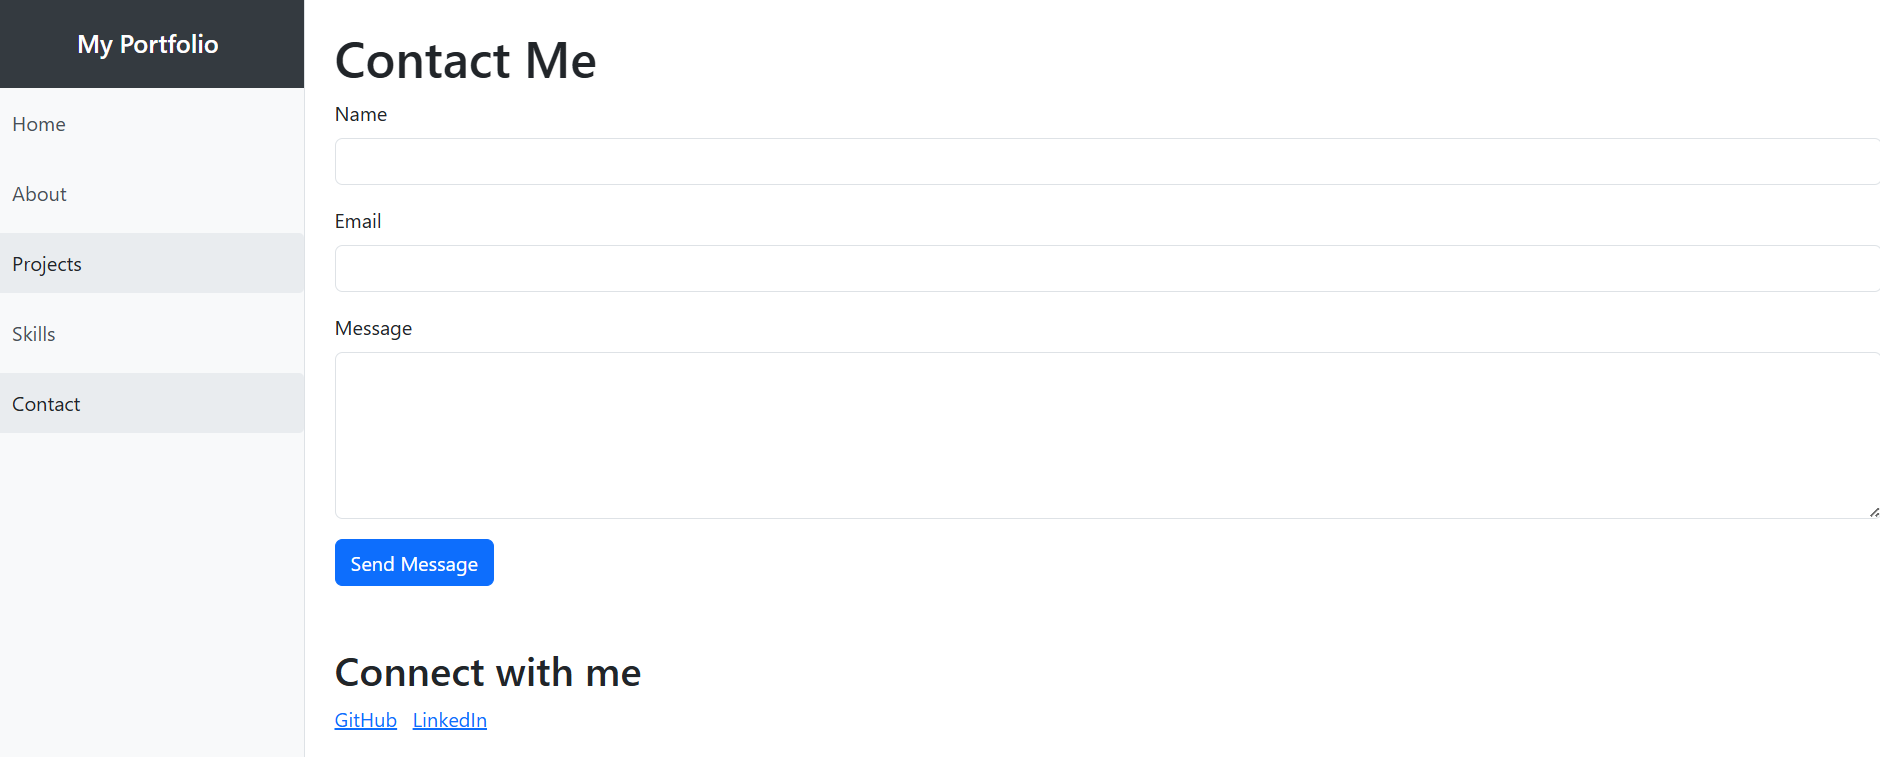 My Portfolio
Home
About
Projects
Skills
Contact
Contact Me
Name
Email
Message
Send Message
Connect with me
GitHub LinkedIn